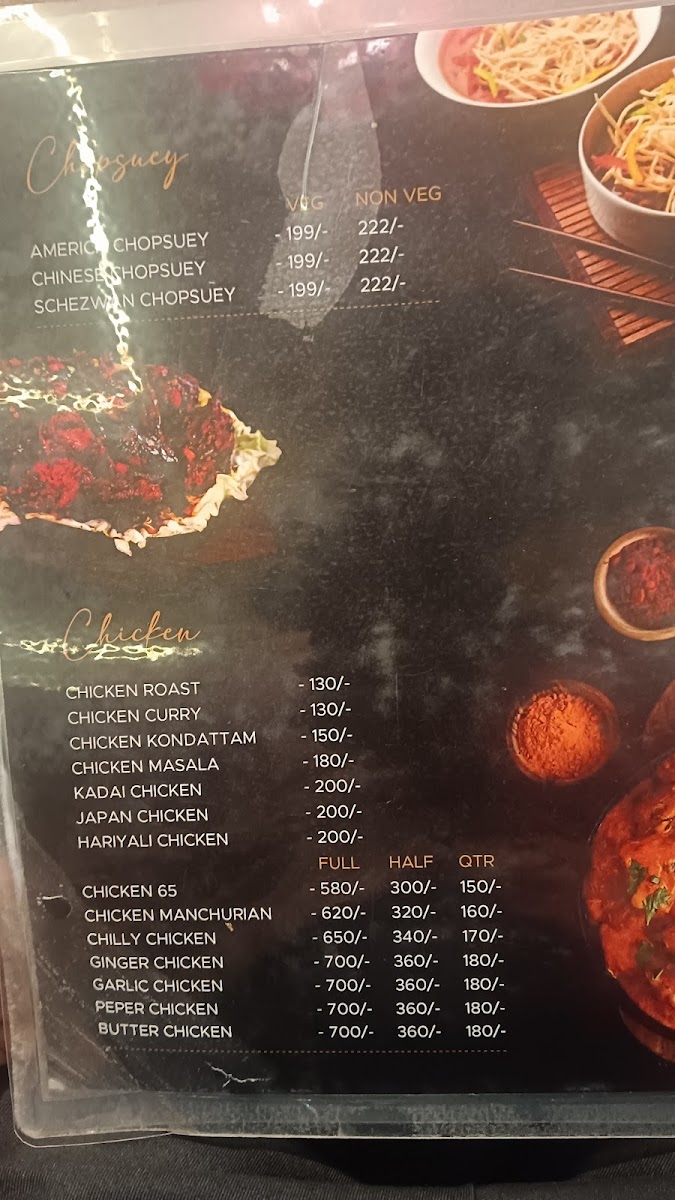 Chopsuey
VEG NON VEG
AMERICA CHOPSUEY - 199/- 222/-
CHINESE CHOPSUEY - 199/- 222/-
SCHEZWAN CHOPSUEY - 199/- 222/-
Chicken
CHICKEN ROAST - 130/-
CHICKEN CURRY - 130/-
CHICKEN KONDATTAM - 150/-
CHICKEN MASALA - 180/-
KADAI CHICKEN - 200/-
JAPAN CHICKEN - 200/-
HARIYALI CHICKEN - 200/-
FULL HALF QTR
CHICKEN 65 - 580/- 300/- 150/-
CHICKEN MANCHURIAN - 620/- 320/- 160/-
CHILLY CHICKEN - 650/- 340/- 170/-
GINGER CHICKEN - 700/- 360/- 180/-
GARLIC CHICKEN - 700/- 360/- 180/-
PEPER CHICKEN - 700/- 360/- 180/-
BUTTER CHICKEN - 700/- 360/- 180/-